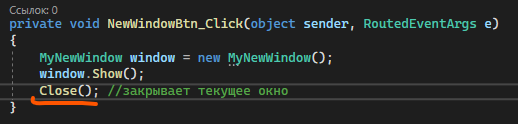 Ссылок: 0
private void NewWindowBtn_Click(object sender, RoutedEventArgs e)
{
MyNewWindow window = new MyNewWindow();
window.Show();
Close(); //закрывает текущее окно
}